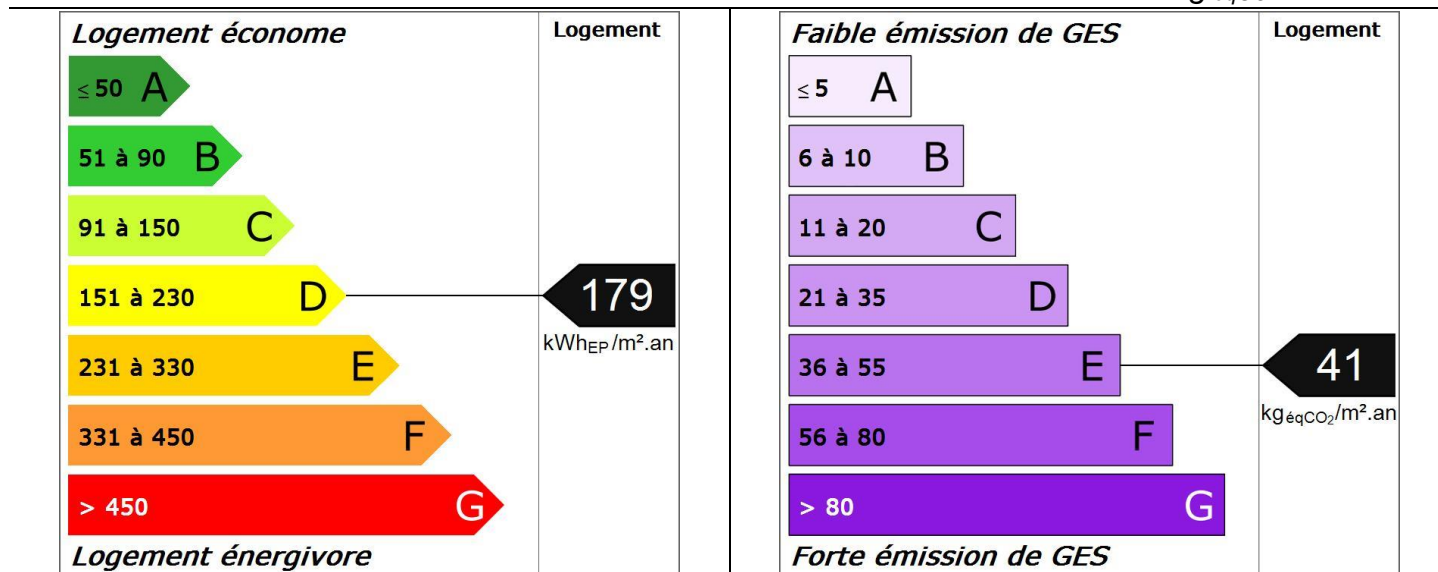 Logement économe Logement
≤ 50 A
51 à 90 B
91 à 150 C
151 à 230 D 179
kWhEP/m².an
231 à 330 E
331 à 450 F
> 450 G
Logement énergivore
Faible émission de GES Logement
≤ 5 A
6 à 10 B
11 à 20 C
21 à 35 D
36 à 55 E 41
kgéqCO₂/m².an
56 à 80 F
> 80 G
Forte émission de GES